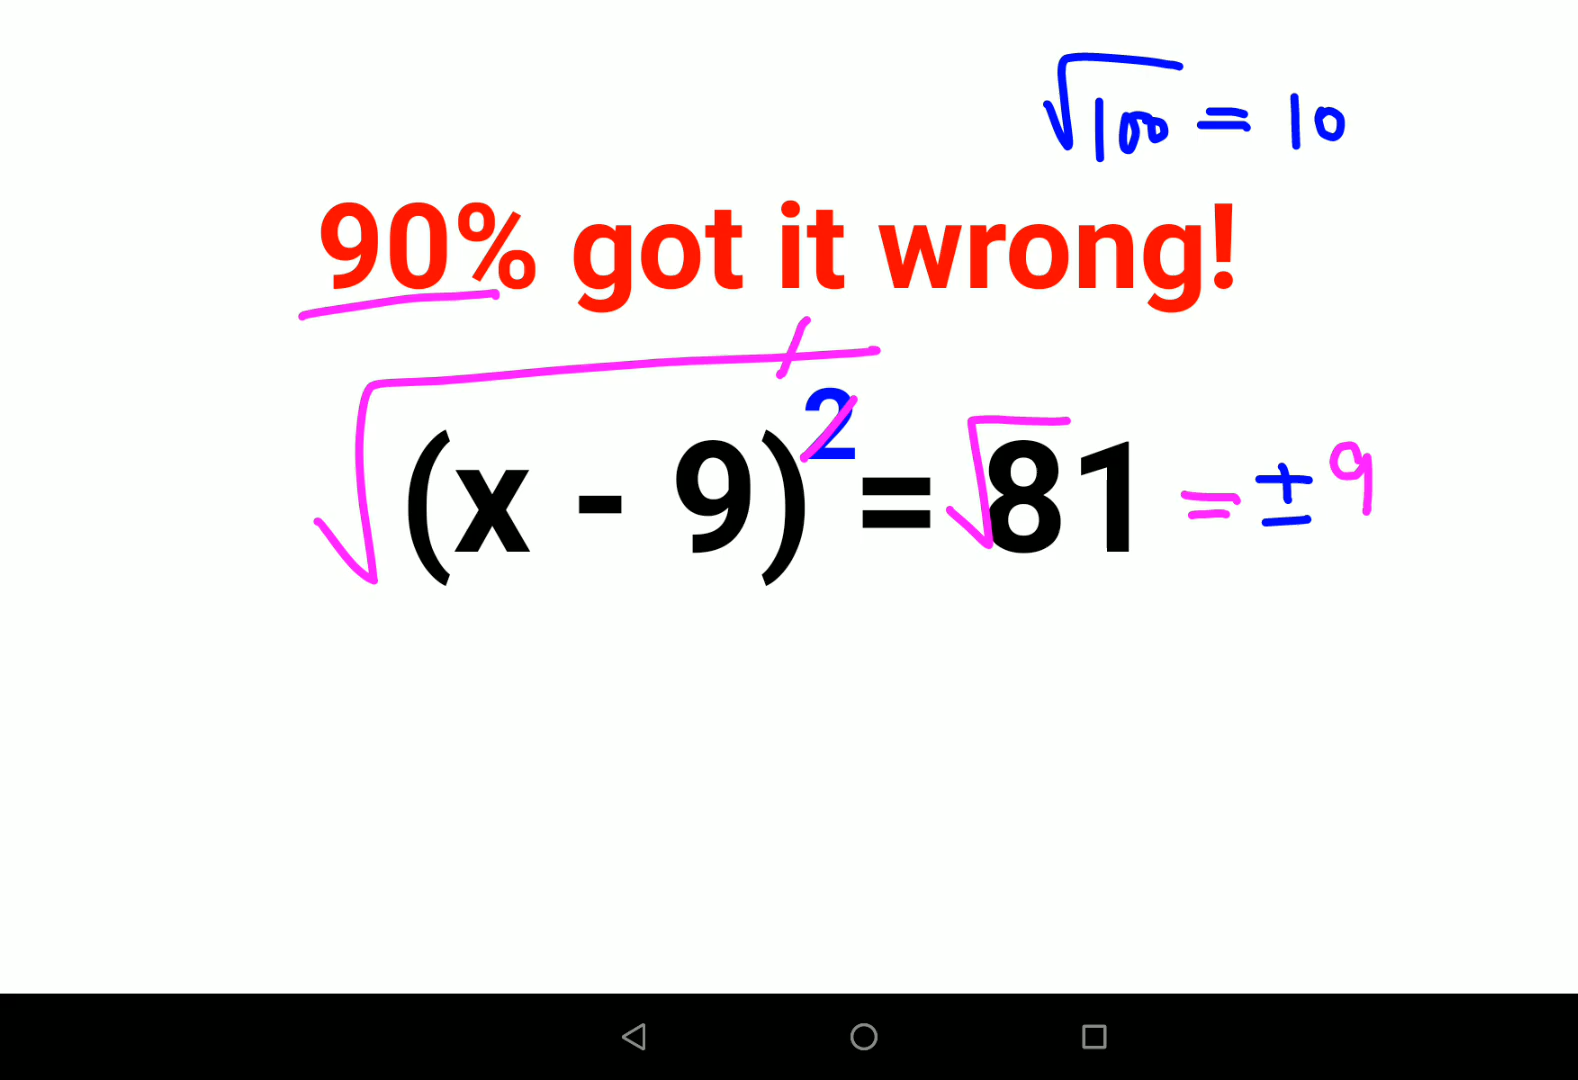 √100 = 10
90% got it wrong!
√(x - 9)² = √81 = ±9